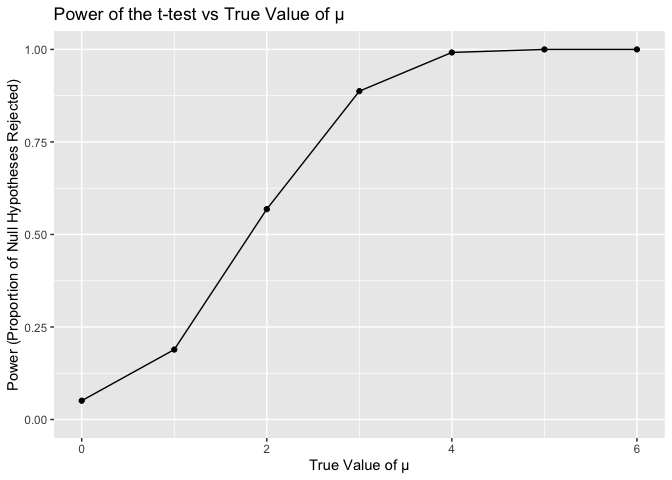 Power of the t-test vs True Value of μ
Power (Proportion of Null Hypotheses Rejected)
1.00
0.75
0.50
0.25
0.00
0 2 4 6
True Value of μ